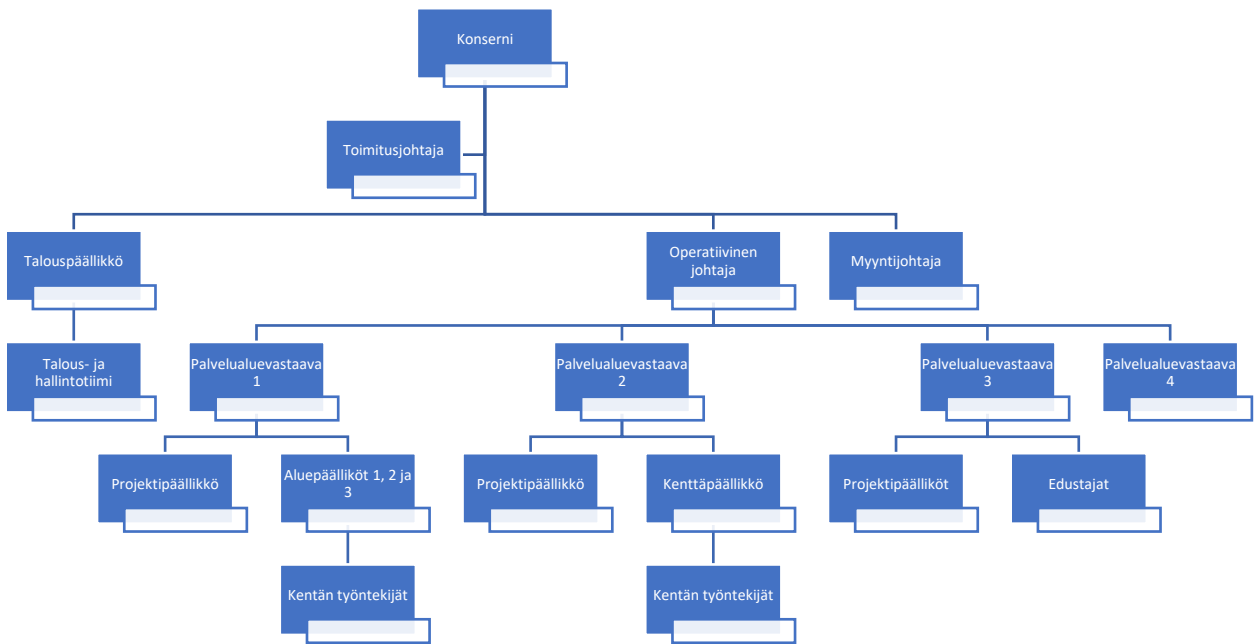 Konserni
Toimitusjohtaja
Talouspäällikkö
Operatiivinen
johtaja
Myyntijohtaja
Talous- ja
hallintotiimi
Palvelualuevastaava
1
Palvelualuevastaava
2
Palvelualuevastaava
3
Palvelualuevastaava
4
Projektipäällikkö
Aluepäälliköt 1, 2 ja
3
Projektipäällikkö
Kenttäpäällikkö
Projektipäälliköt
Edustajat
Kentän työntekijät
Kentän työntekijät